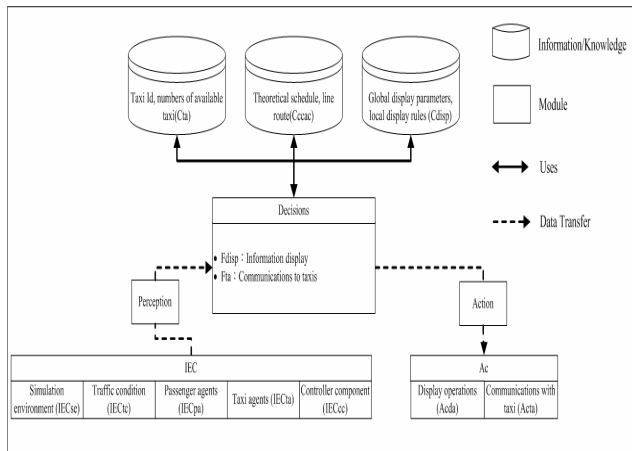 Taxi Id, numbers of available
taxi(Cta)
Theoretical schedule, line
route(Cccac)
Global display parameters,
local display rules (Cdisp)
Information/Knowledge
Module
Uses
Data Transfer
Decisions
• Fdisp：Information display
• Fta：Communications to taxis
Perception
Action
IEC
Simulation
environment (IECse)
Traffic condition
(IECtc)
Passenger agents
(IECpa)
Taxi agents (IECta)
Controller component
(IECcc)
Ac
Display operations
(Acda)
Communications with
taxi (Acta)